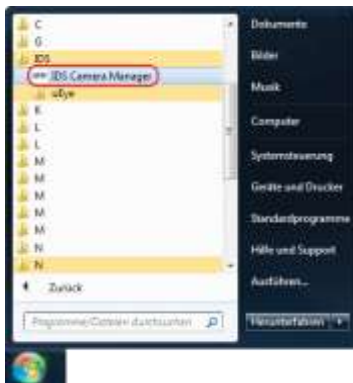 C
G
IDS
IDS Camera Manager
uEye
K
L
L
M
M
M
M
N
N
Zurück
Programme/Dateien durchsuchen
Dokumente
Bilder
Musik
Computer
Systemsteuerung
Geräte und Drucker
Standardprogramme
Hilfe und Support
Ausführen...
Herunterfahren